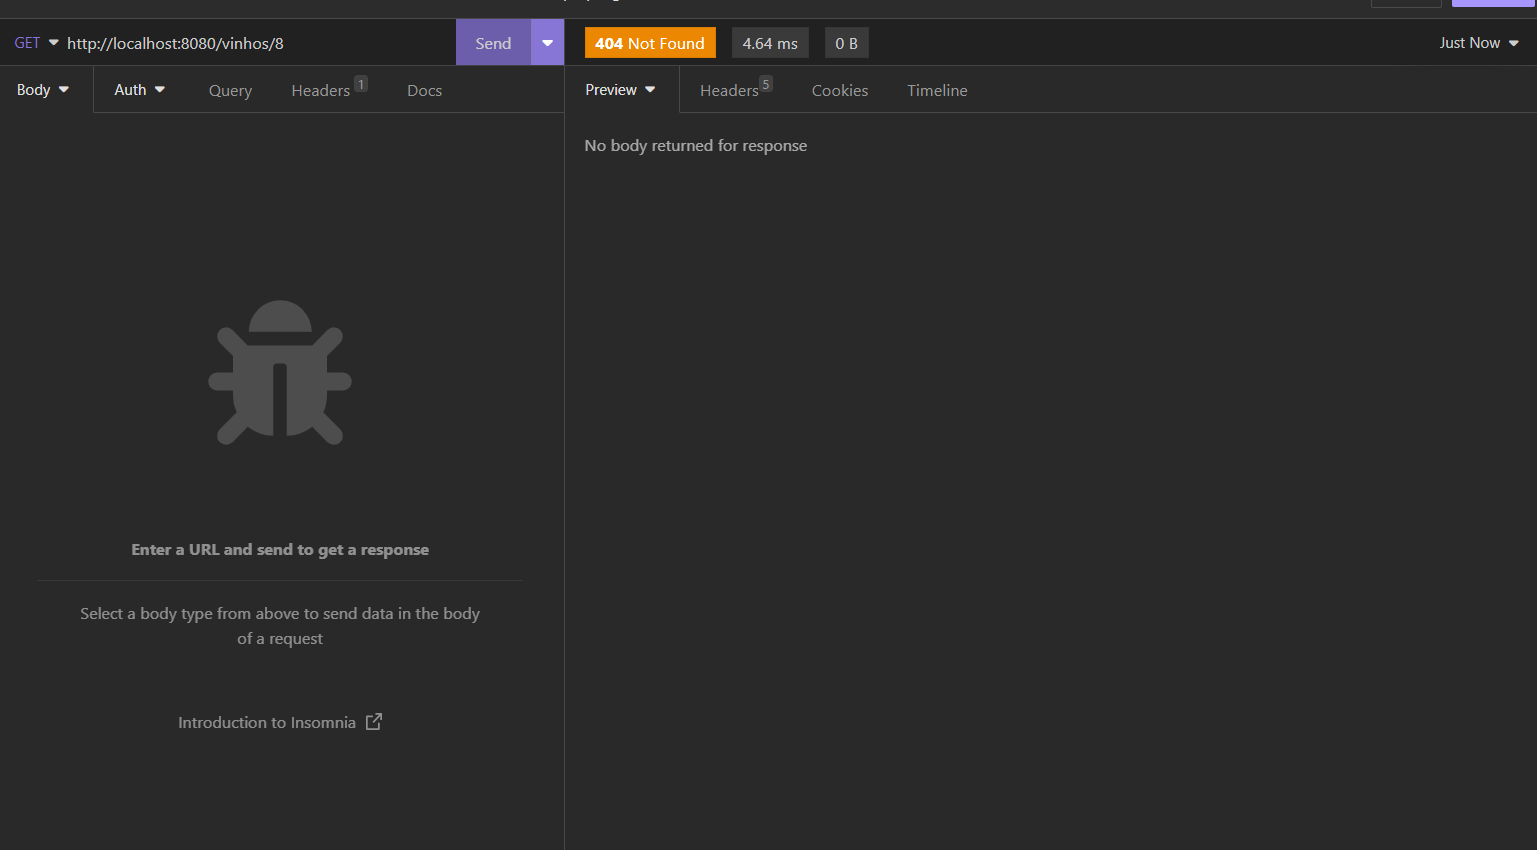 GET http://localhost:8080/vinhos/8 Send 404 Not Found 4.64 ms 0 B Just Now
Body Auth Query Headers 1 Docs Preview Headers 5 Cookies Timeline
No body returned for response
Enter a URL and send to get a response
Select a body type from above to send data in the body
of a request
Introduction to Insomnia